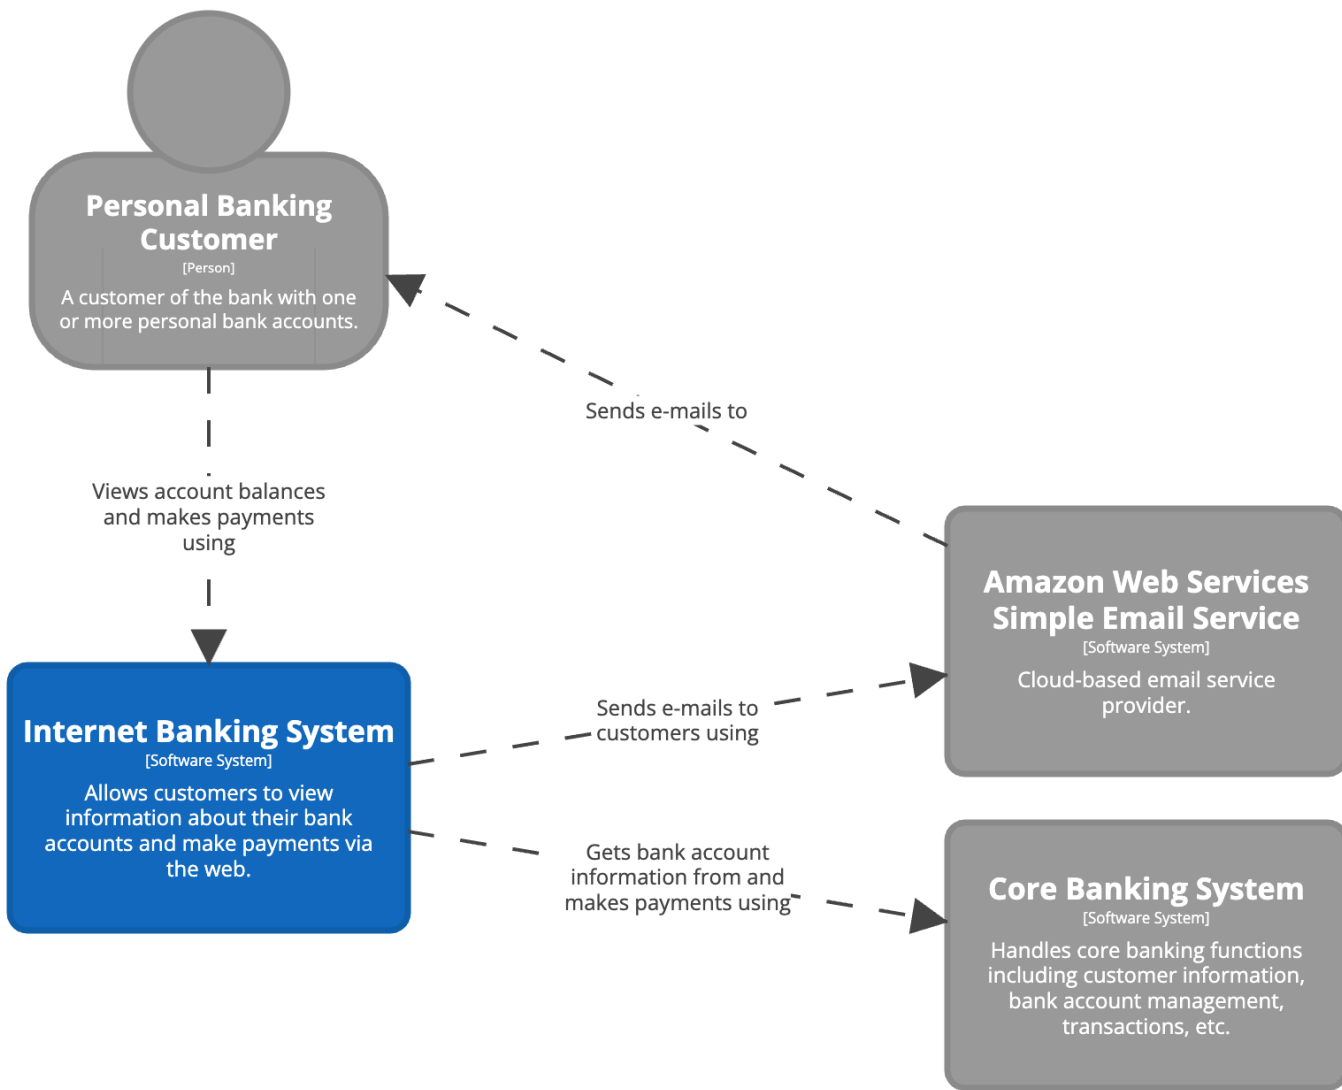 Personal Banking
Customer
[Person]
A customer of the bank with one
or more personal bank accounts.
Sends e-mails to
Views account balances
and makes payments
using
Amazon Web Services
Simple Email Service
[Software System]
Cloud-based email service
provider.
Internet Banking System
[Software System]
Allows customers to view
information about their bank
accounts and make payments via
the web.
Sends e-mails to
customers using
Gets bank account
information from and
makes payments using
Core Banking System
[Software System]
Handles core banking functions
including customer information,
bank account management,
transactions, etc.